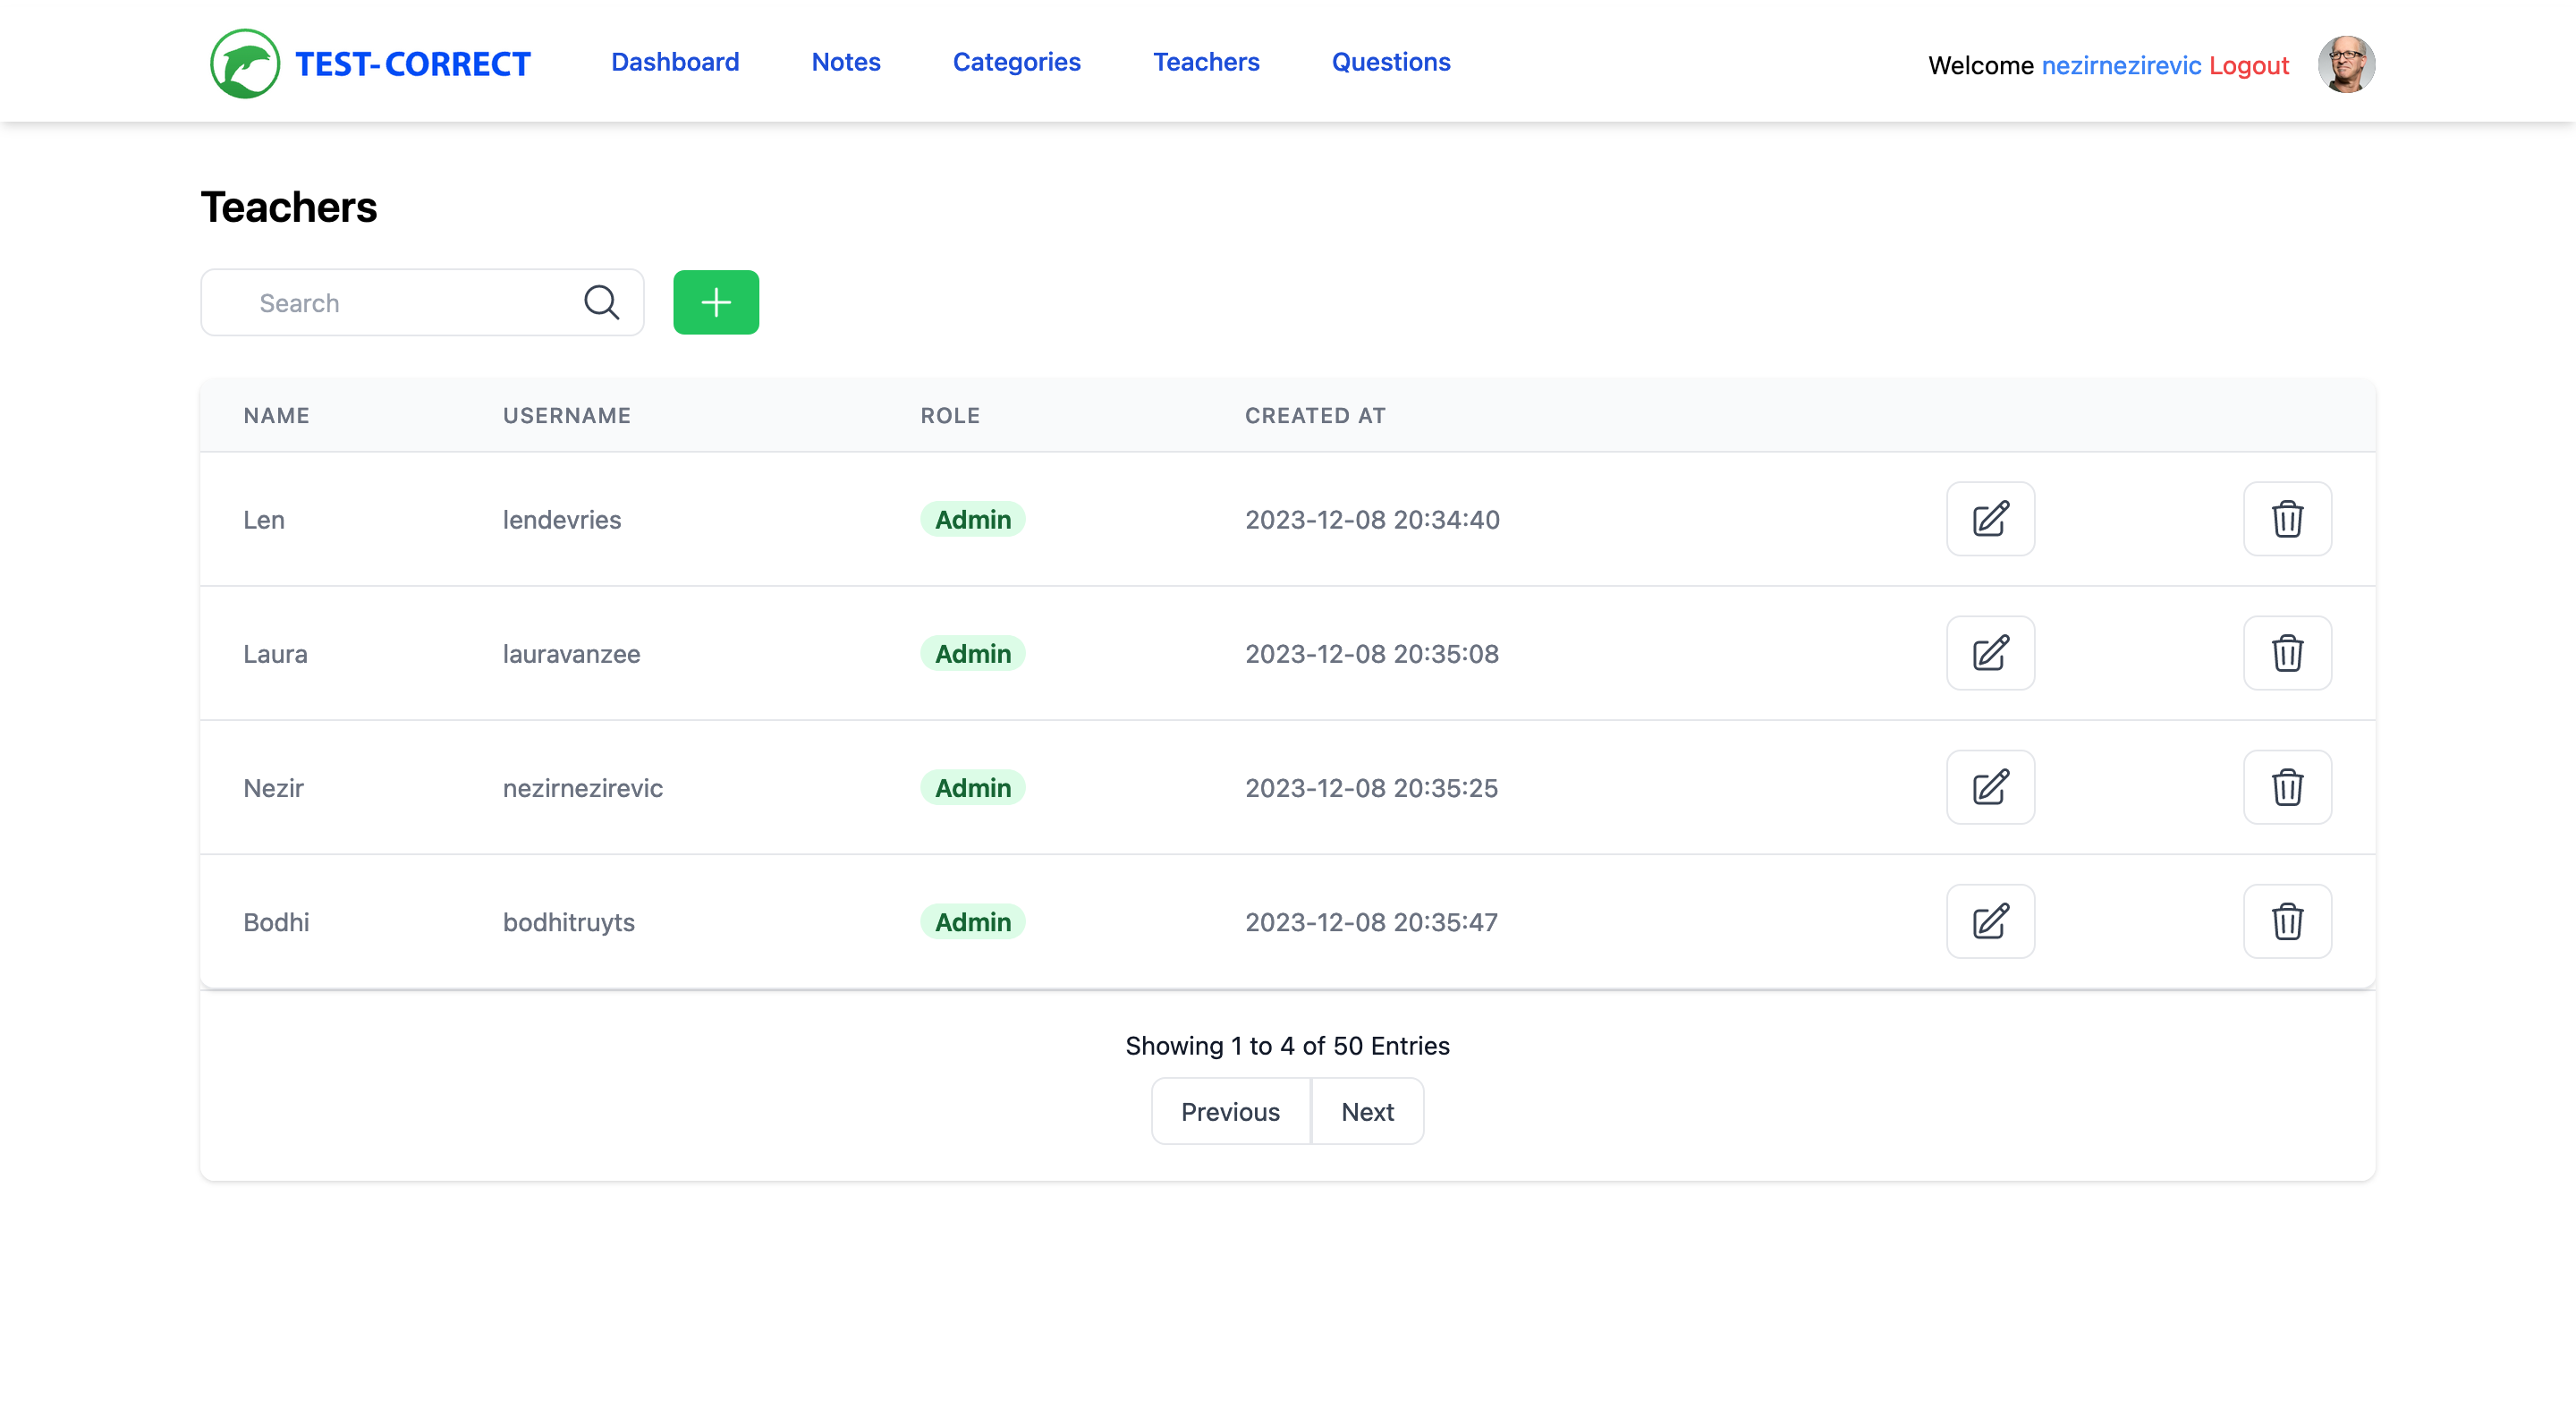 TEST-CORRECT Dashboard Notes Categories Teachers Questions Welcome nezirnezirevic Logout
Teachers
Search
NAME USERNAME ROLE CREATED AT
Len lendevries Admin 2023-12-08 20:34:40
Laura lauravanzee Admin 2023-12-08 20:35:08
Nezir nezirnezirevic Admin 2023-12-08 20:35:25
Bodhi bodhitruyts Admin 2023-12-08 20:35:47
Showing 1 to 4 of 50 Entries
Previous Next